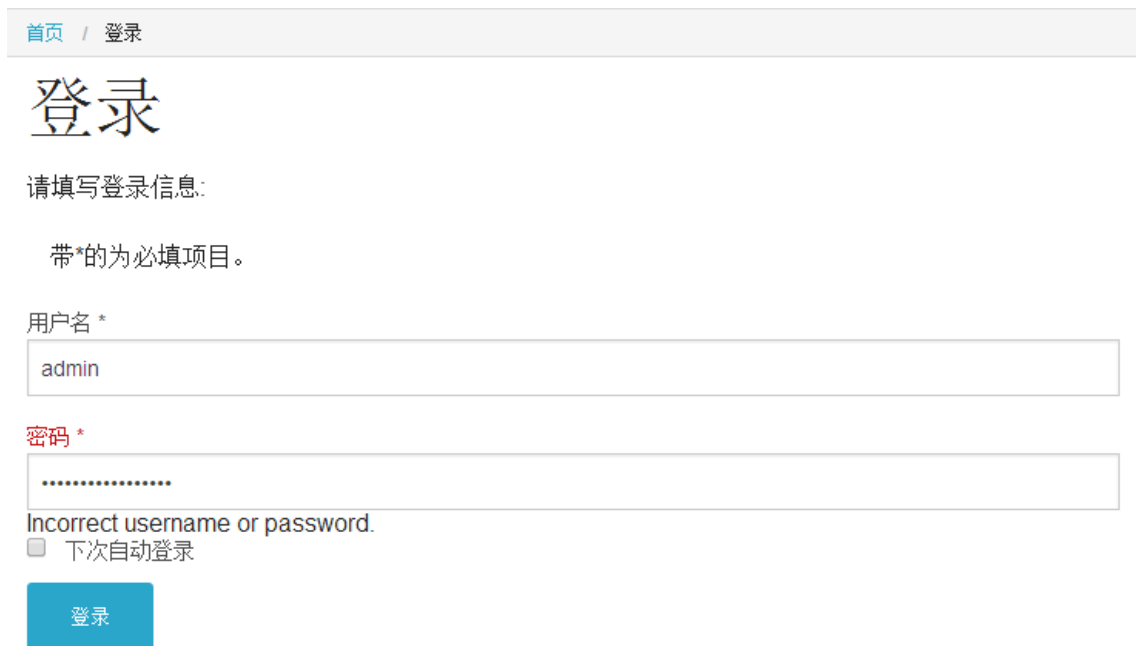 首页 / 登录
登录
请填写登录信息:
带*的为必填项目。
用户名 *
admin
密码 *
•••••••••••••••••
Incorrect username or password.
下次自动登录
登录